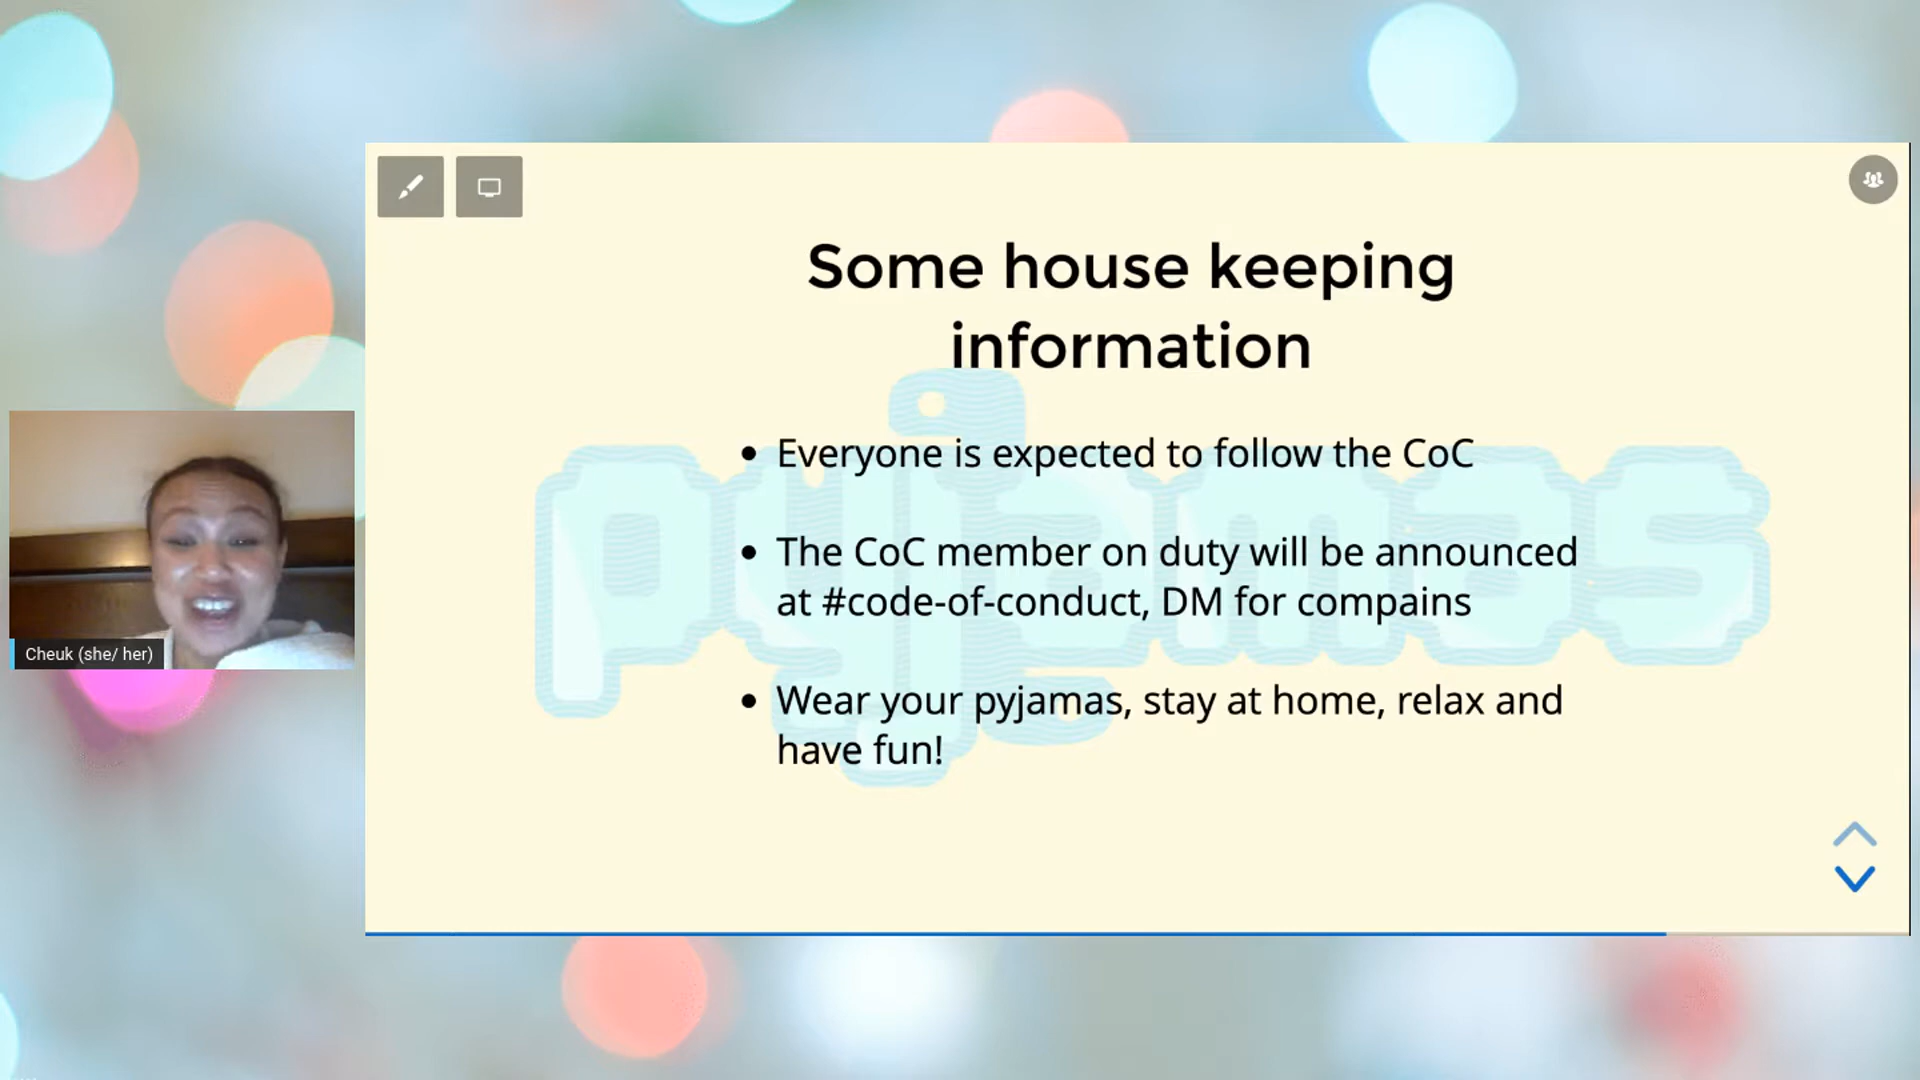 Some house keeping
information
pyjamas
• Everyone is expected to follow the CoC
• The CoC member on duty will be announced
at #code-of-conduct, DM for compains
• Wear your pyjamas, stay at home, relax and
have fun!
Cheuk (she/ her)